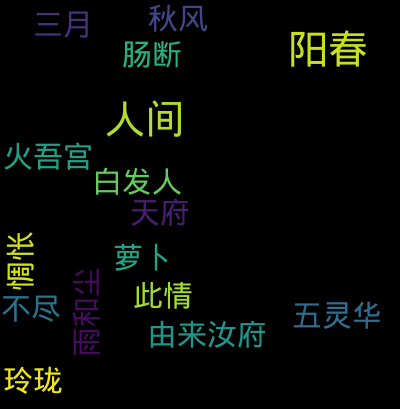 三月
秋风
肠断
阳春
人间
火吾宫
白发人
天府
惆怅
萝卜
此情
不尽
雨和尘
五灵华
由来汝府
玲珑